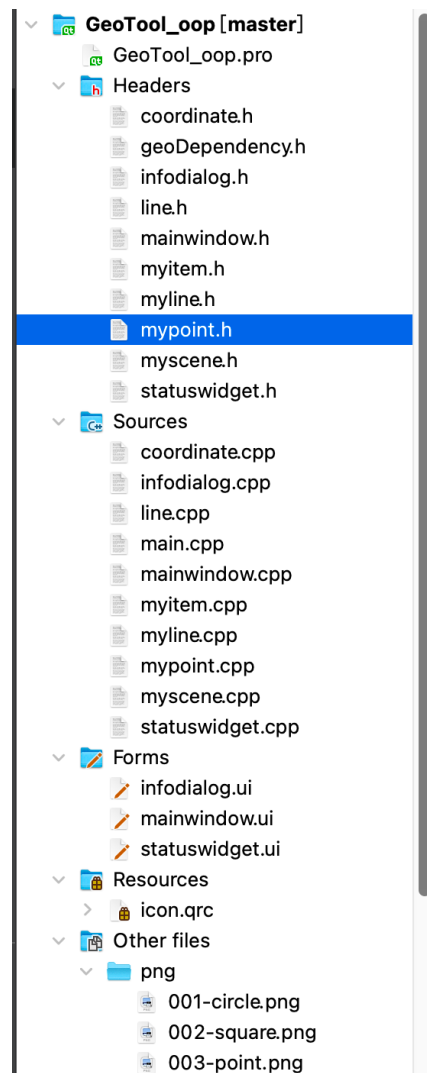 GeoTool_oop [master]
GeoTool_oop.pro
Headers
coordinate.h
geoDependency.h
infodialog.h
line.h
mainwindow.h
myitem.h
myline.h
mypoint.h
myscene.h
statuswidget.h
Sources
coordinate.cpp
infodialog.cpp
line.cpp
main.cpp
mainwindow.cpp
myitem.cpp
myline.cpp
mypoint.cpp
myscene.cpp
statuswidget.cpp
Forms
infodialog.ui
mainwindow.ui
statuswidget.ui
Resources
icon.qrc
Other files
png
001-circle.png
002-square.png
003-point.png